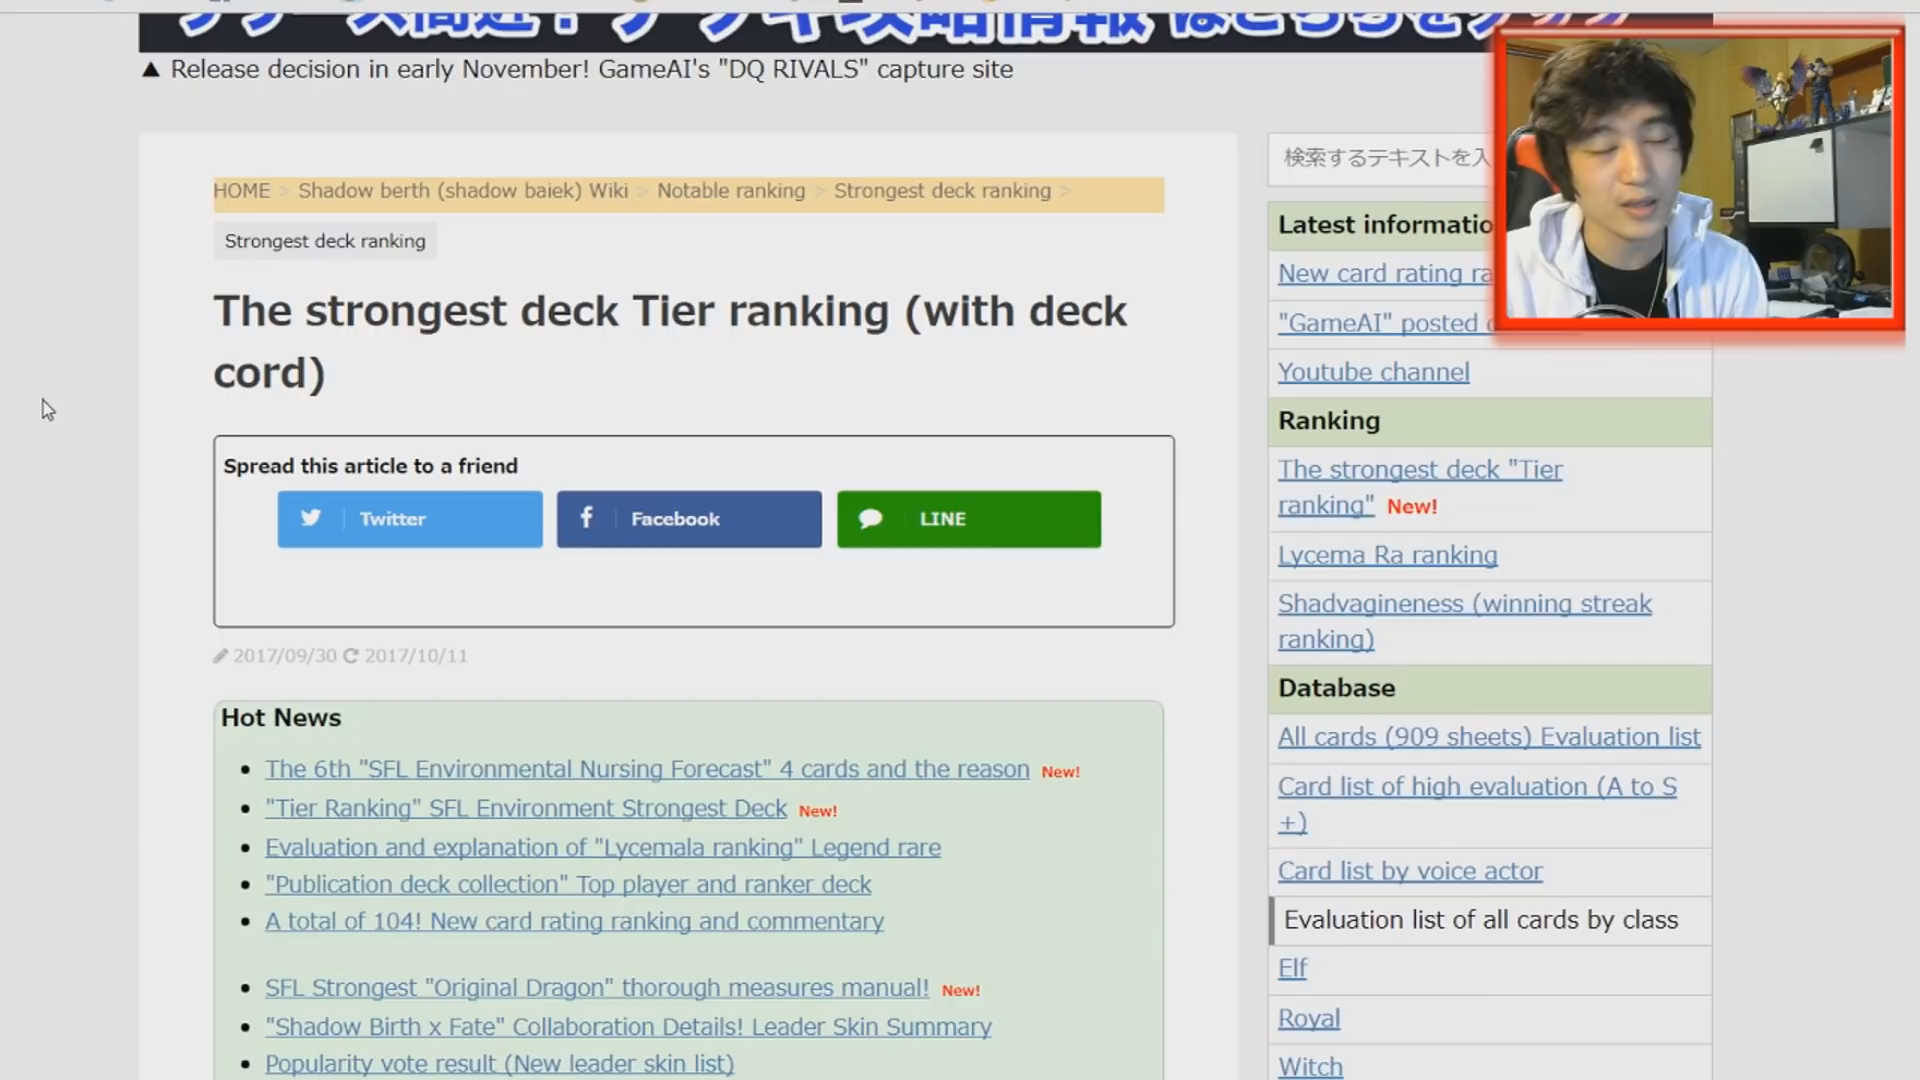 ▲ Release decision in early November! GameAI's "DQ RIVALS" capture site
HOME > Shadow berth (shadow baiek) Wiki > Notable ranking > Strongest deck ranking >
Strongest deck ranking
The strongest deck Tier ranking (with deck
cord)
Spread this article to a friend
Twitter
Facebook
LINE
2017/09/30 2017/10/11
Hot News
The 6th "SFL Environmental Nursing Forecast" 4 cards and the reason New!
"Tier Ranking" SFL Environment Strongest Deck New!
Evaluation and explanation of "Lycemala ranking" Legend rare
"Publication deck collection" Top player and ranker deck
A total of 104! New card rating ranking and commentary
SFL Strongest "Original Dragon" thorough measures manual! New!
"Shadow Birth x Fate" Collaboration Details! Leader Skin Summary
Popularity vote result (New leader skin list)
検索するテキストを入
Latest informatio
New card rating ra
"GameAI" posted
Youtube channel
Ranking
The strongest deck "Tier
ranking" New!
Lycema Ra ranking
Shadvagineness (winning streak
ranking)
Database
All cards (909 sheets) Evaluation list
Card list of high evaluation (A to S
+)
Card list by voice actor
Evaluation list of all cards by class
Elf
Royal
Witch